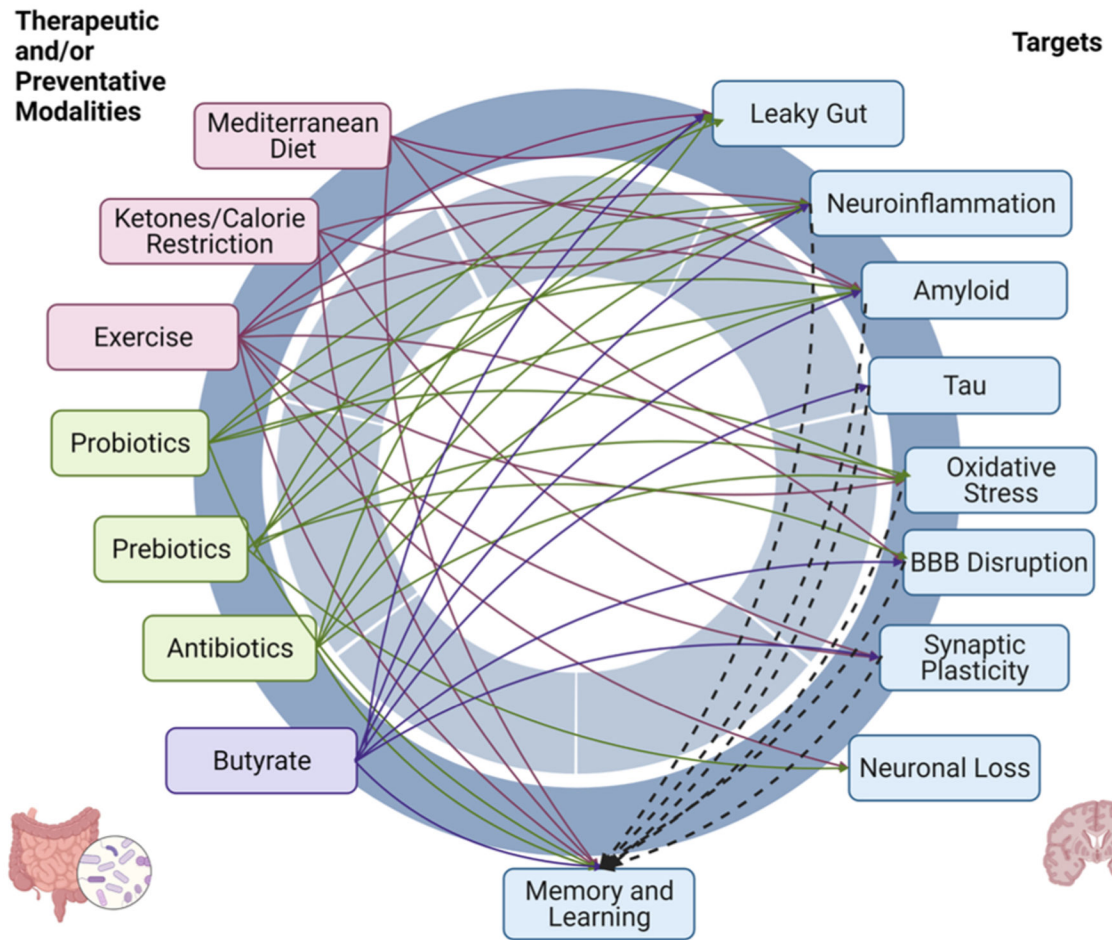 Therapeutic
and/or
Preventative
Modalities
Targets
Mediterranean
Diet
Ketones/Calorie
Restriction
Exercise
Probiotics
Prebiotics
Antibiotics
Butyrate
Leaky Gut
Neuroinflammation
Amyloid
Tau
Oxidative
Stress
BBB Disruption
Synaptic
Plasticity
Neuronal Loss
Memory and
Learning